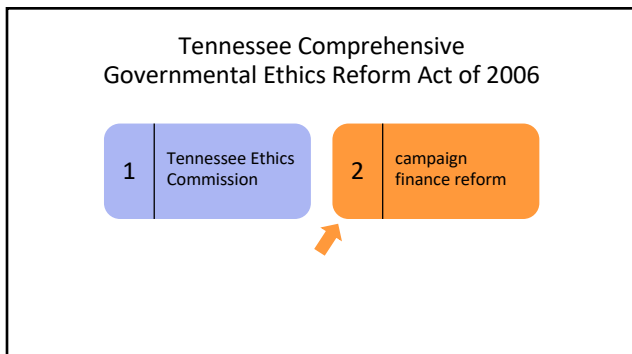 Tennessee Comprehensive
Governmental Ethics Reform Act of 2006
1
Tennessee Ethics
Commission
2
campaign
finance reform